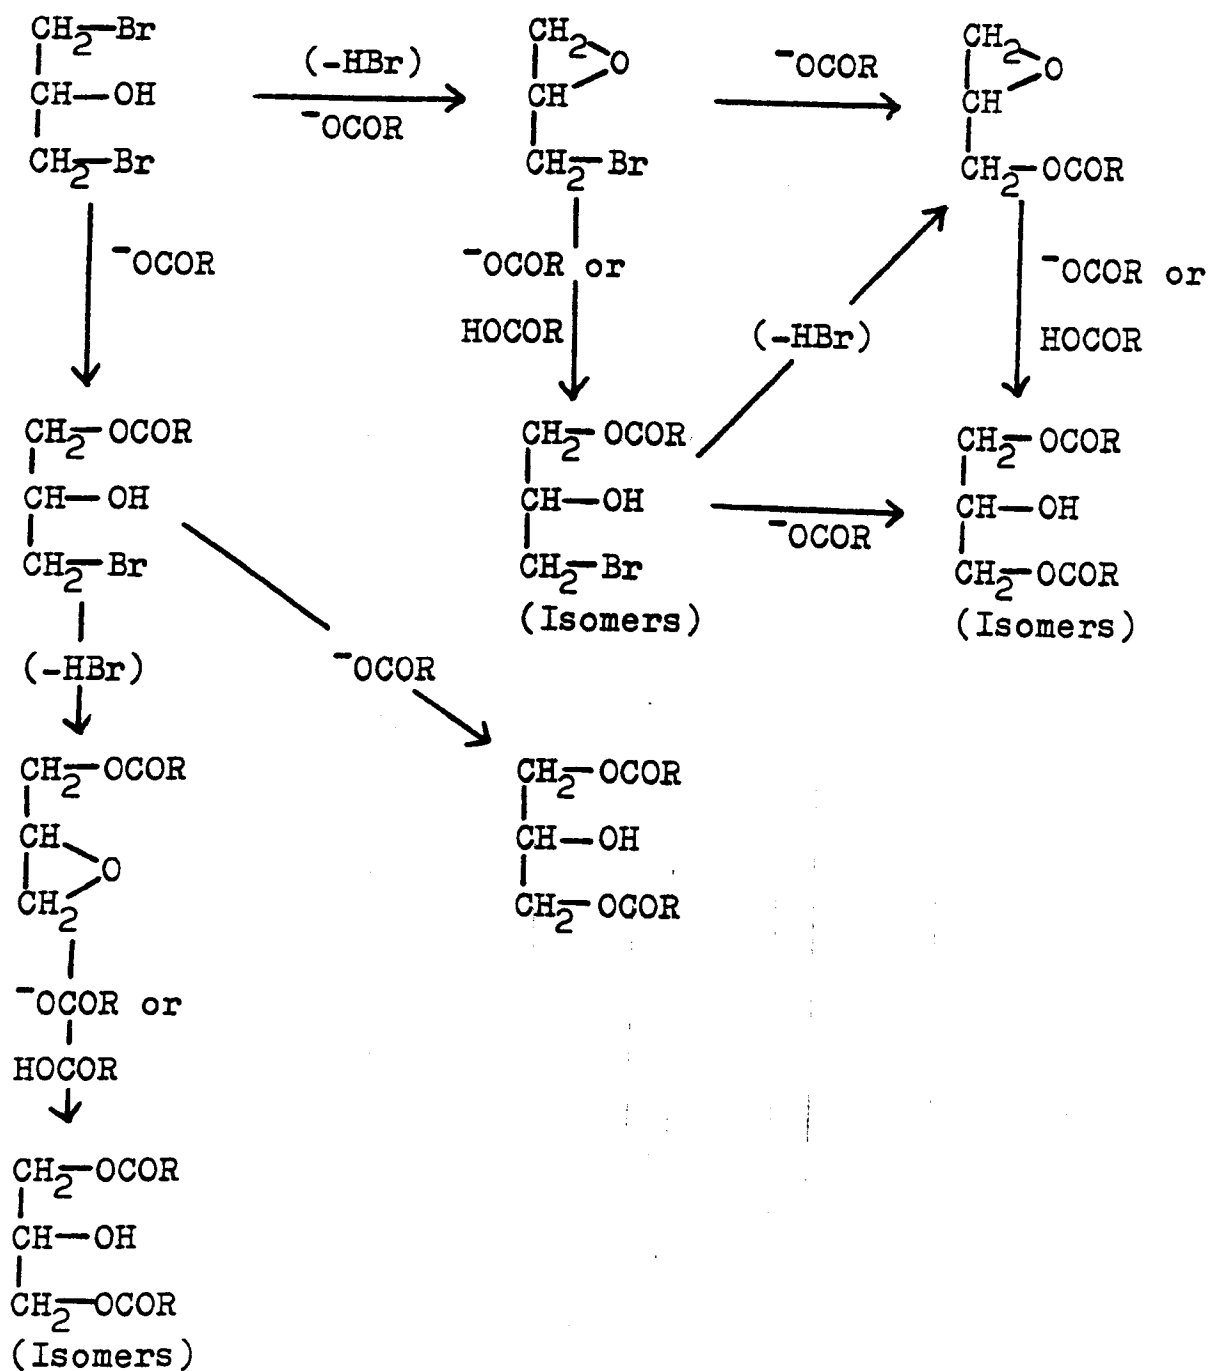 CH2—Br
CH—OH
CH2—Br
(-HBr)
-OCOR
CH2
O
CH
CH2—Br
-OCOR
CH2
O
CH
CH2—OCOR
-OCOR
-OCOR or
HOCOR
(-HBr)
-OCOR or
HOCOR
CH2—OCOR
CH—OH
CH2—Br
CH2—OCOR
CH—OH
CH2—Br
(Isomers)
-OCOR
CH2—OCOR
CH—OH
CH2—OCOR
(Isomers)
(-HBr)
-OCOR
CH2—OCOR
CH
O
CH2
CH2—OCOR
CH—OH
CH2—OCOR
-OCOR or
HOCOR
CH2—OCOR
CH—OH
CH2—OCOR
(Isomers)